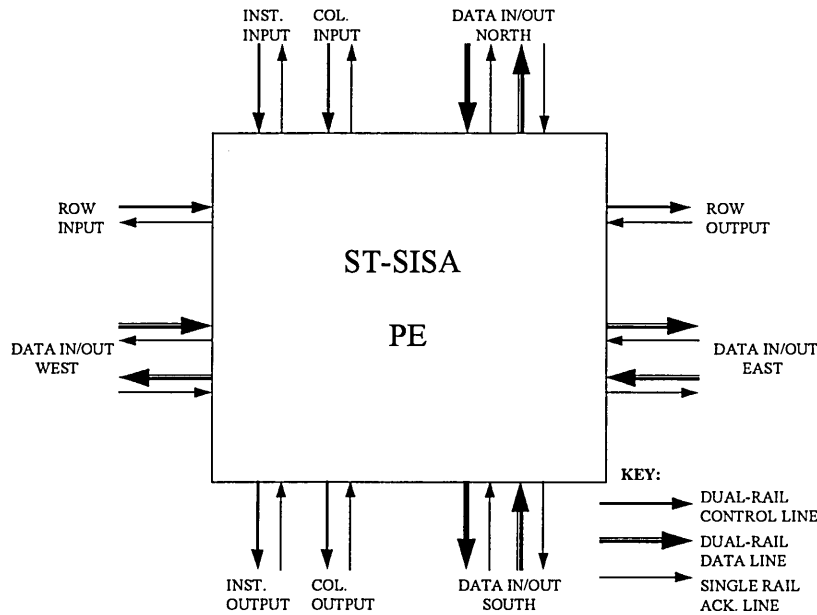 INST.
INPUT
COL.
INPUT
DATA IN/OUT
NORTH
ROW
INPUT
ROW
OUTPUT
ST-SISA
PE
DATA IN/OUT
WEST
DATA IN/OUT
EAST
KEY:
DUAL-RAIL
CONTROL LINE
DUAL-RAIL
DATA LINE
SINGLE RAIL
ACK. LINE
INST.
OUTPUT
COL.
OUTPUT
DATA IN/OUT
SOUTH